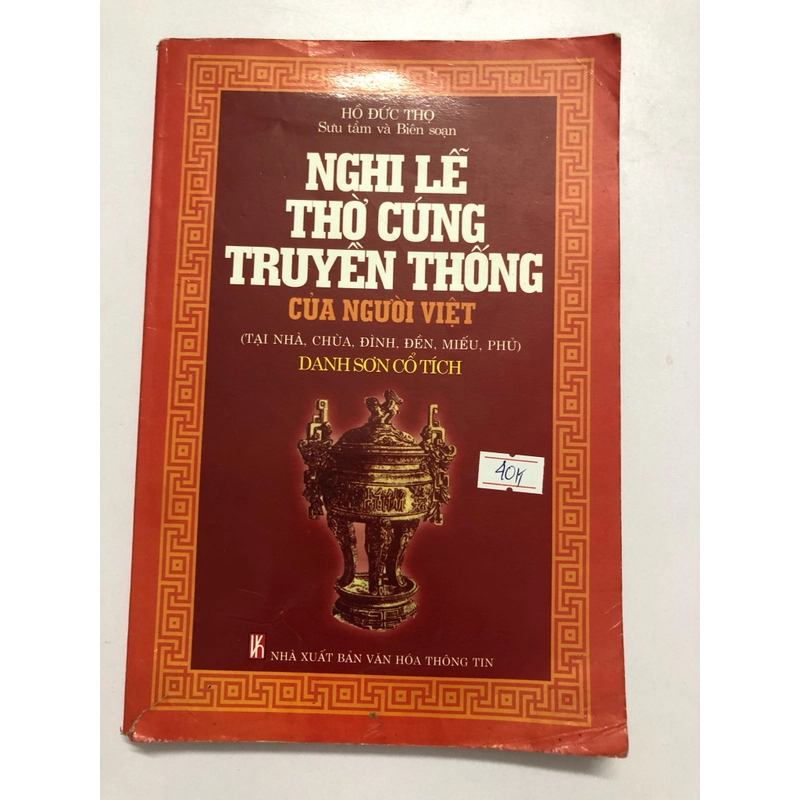 HỒ ĐỨC THỌ
Sưu tầm và Biên soạn
NGHI LỄ
THỜ CÚNG
TRUYỀN THỐNG
CỦA NGƯỜI VIỆT
(TẠI NHÀ, CHÙA, ĐÌNH, ĐỀN, MIẾU, PHỦ)
DANH SƠN CỔ TÍCH
40K
NHÀ XUẤT BẢN VĂN HÓA THÔNG TIN